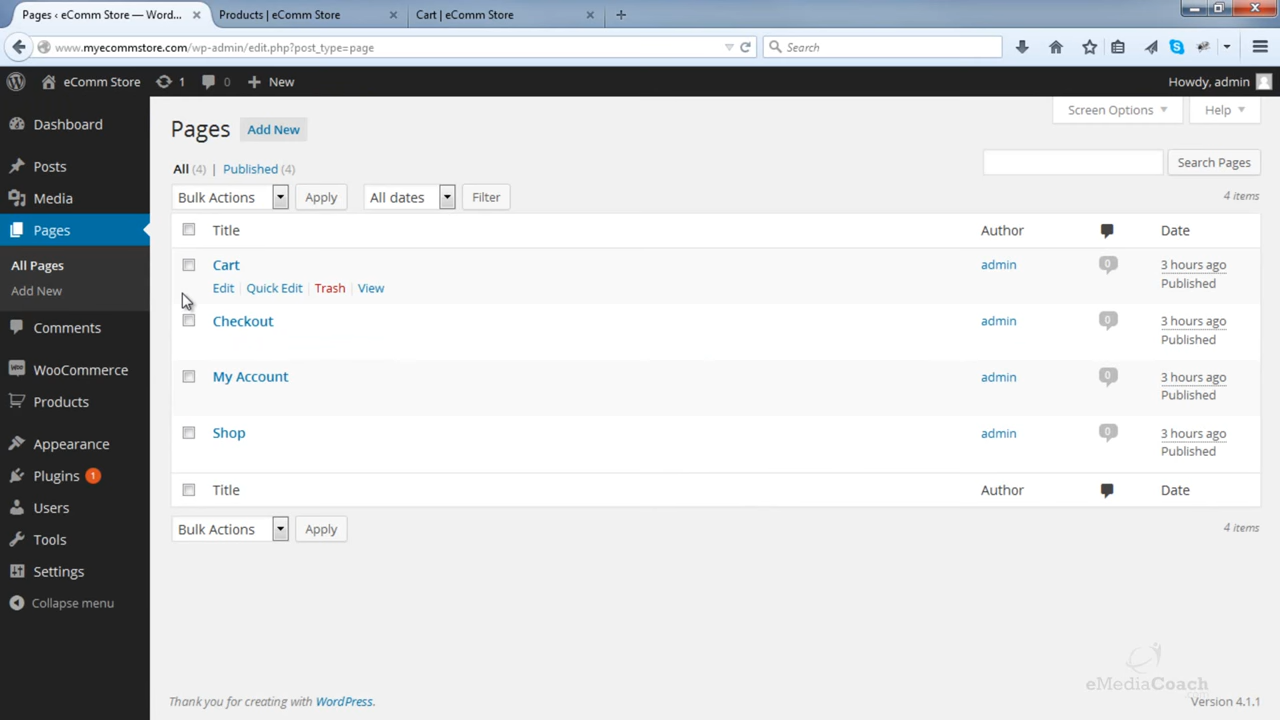 Pages ‹ eComm Store — Word... × Products | eComm Store × Cart | eComm Store × +
www.myecommstore.com/wp-admin/edit.php?post_type=page Search
eComm Store 1 0 + New Howdy, admin
Screen Options Help
Pages Add New
All (4) | Published (4)
Search Pages
Bulk Actions Apply All dates Filter 4 items
Title Author Date
Cart admin 0 3 hours ago
Published
Edit | Quick Edit | Trash | View
Checkout admin 0 3 hours ago
Published
My Account admin 0 3 hours ago
Published
Shop admin 0 3 hours ago
Published
Title Author Date
Bulk Actions Apply 4 items
Dashboard
Posts
Media
Pages
All Pages
Add New
Comments
WooCommerce
Products
Appearance
Plugins 1
Users
Tools
Settings
Collapse menu
eMediaCoach
.com
Thank you for creating with WordPress. Version 4.1.1